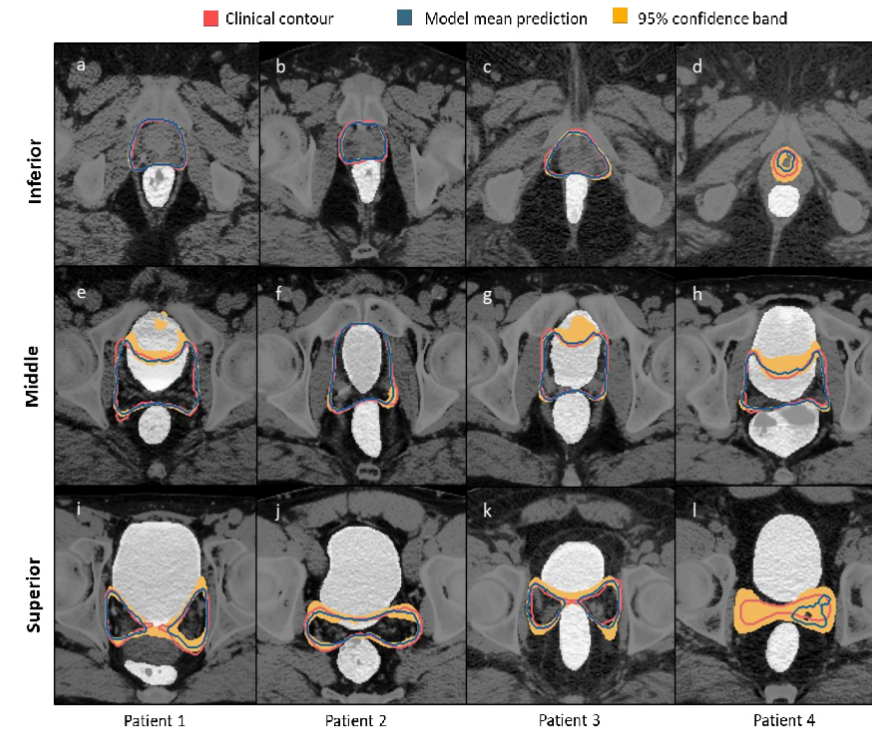 Clinical contour Model mean prediction 95% confidence band
a b c d
Inferior
e f g h
Middle
i j k l
Superior
Patient 1 Patient 2 Patient 3 Patient 4